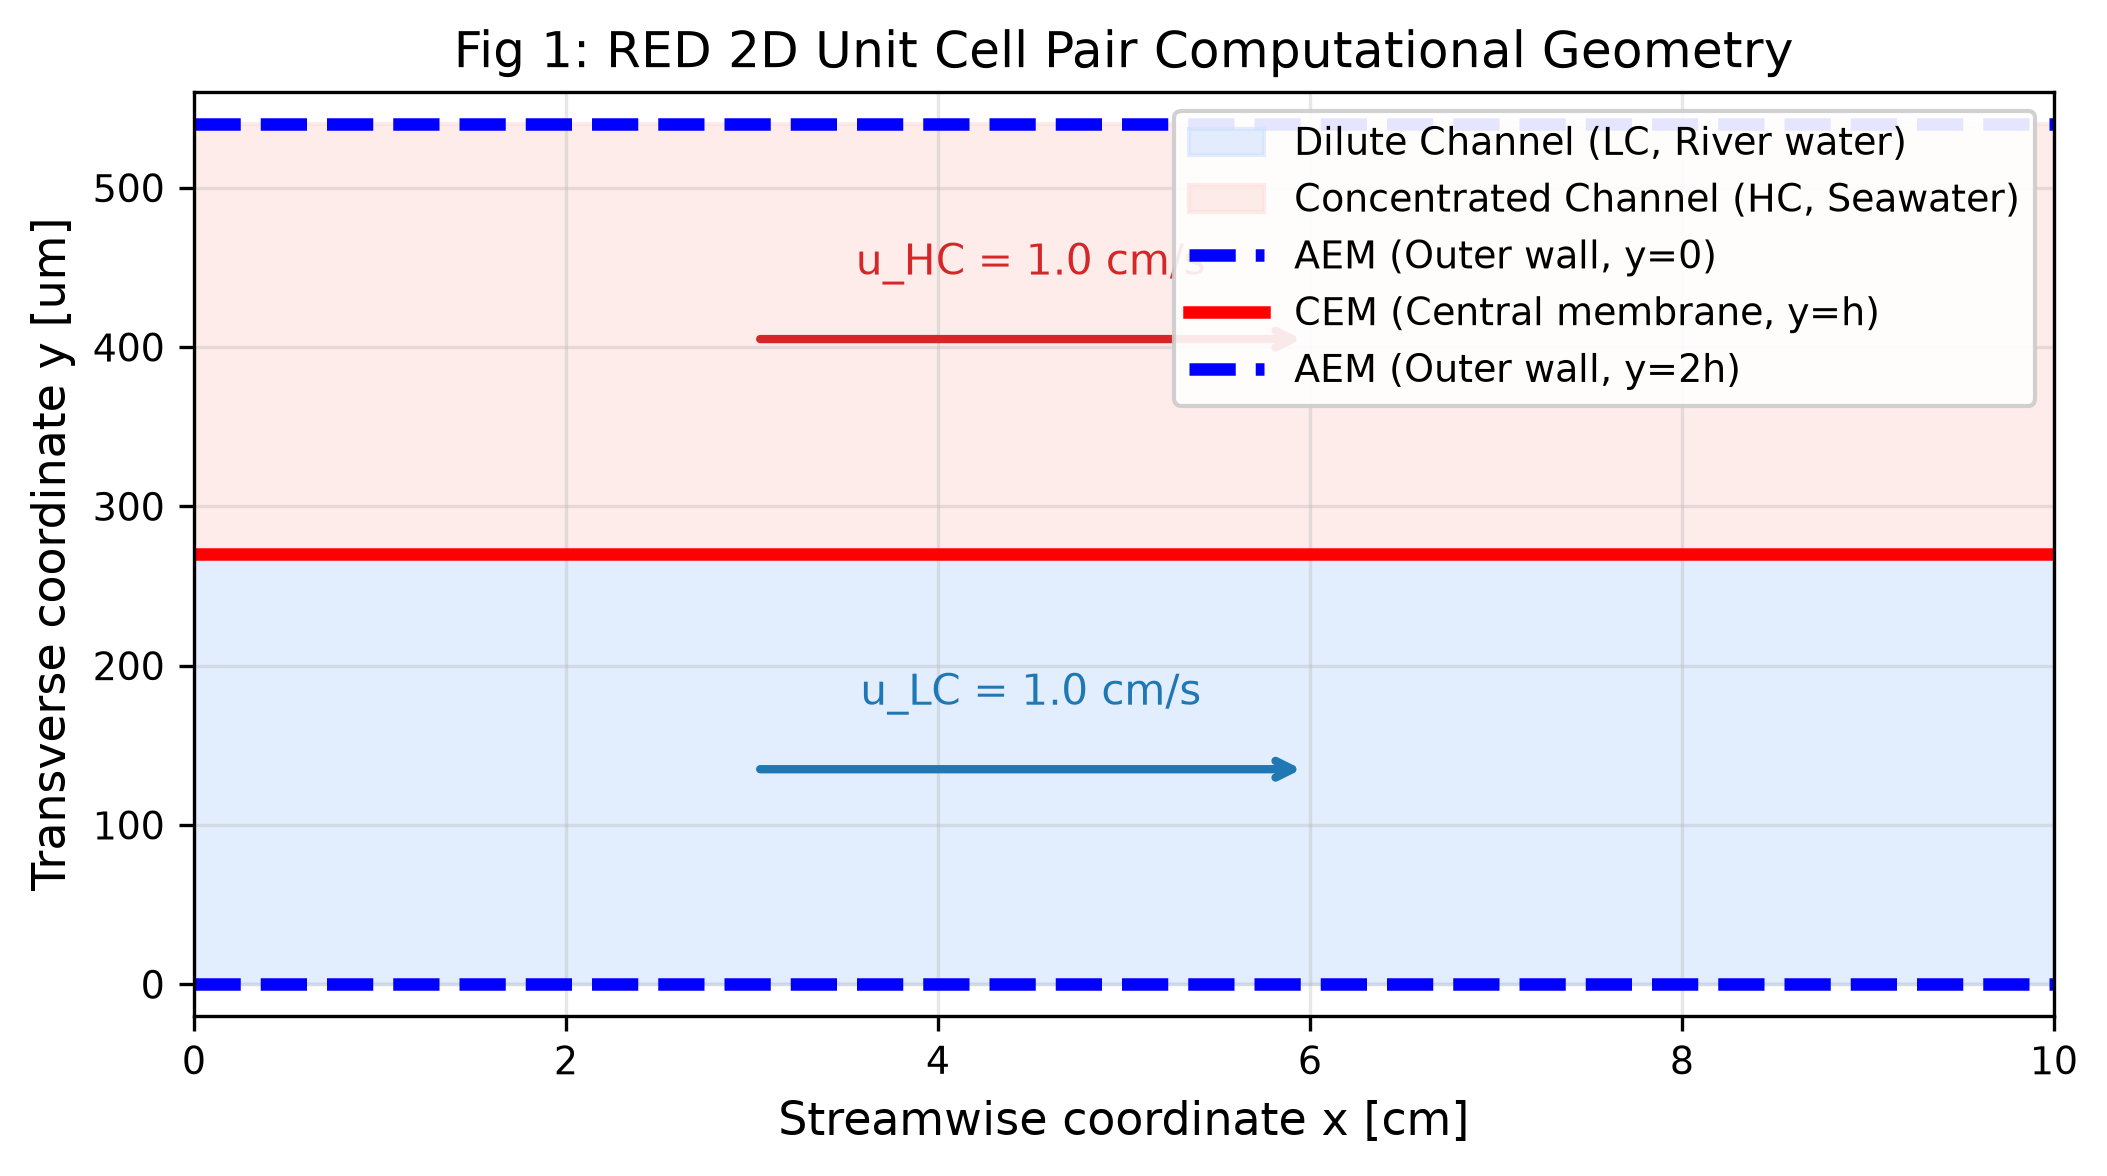 Fig 1: RED 2D Unit Cell Pair Computational Geometry
Transverse coordinate y [um]
500
400
300
200
100
0
u_HC = 1.0 cm/s
Dilute Channel (LC, River water)
Concentrated Channel (HC, Seawater)
AEM (Outer wall, y=0)
CEM (Central membrane, y=h)
AEM (Outer wall, y=2h)
u_LC = 1.0 cm/s
0 2 4 6 8 10
Streamwise coordinate x [cm]